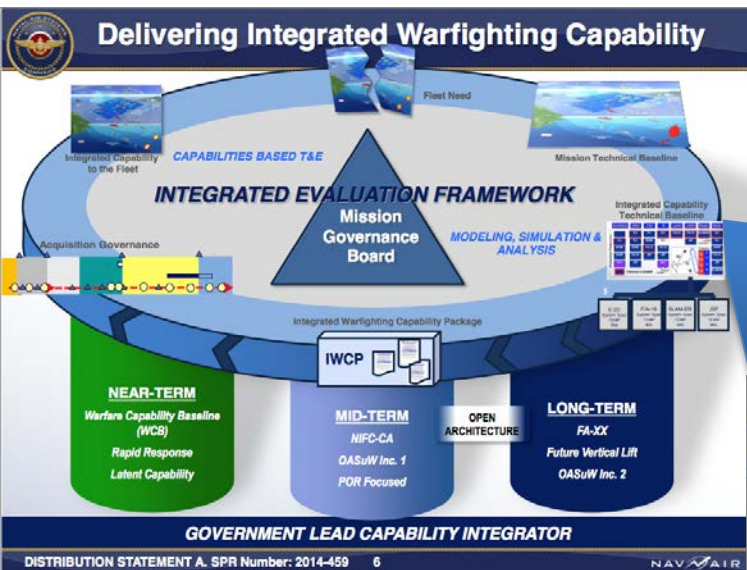 Delivering Integrated Warfighting Capability
Fleet Need
Integrated Capability
to the Fleet
CAPABILITIES BASED T&E
Mission Technical Baseline
INTEGRATED EVALUATION FRAMEWORK
Integrated Capability
Technical Baseline
Mission
Governance
Board
MODELING, SIMULATION &
ANALYSIS
Acquisition Governance
Integrated Warfighting Capability Package
IWCP
NEAR-TERM
Warfare Capability Baseline
(WCB)
Rapid Response
Latent Capability
MID-TERM
NIFC-CA
OASuW Inc. 1
POR Focused
OPEN
ARCHITECTURE
LONG-TERM
FA-XX
Future Vertical Lift
OASuW Inc. 2
GOVERNMENT LEAD CAPABILITY INTEGRATOR
DISTRIBUTION STATEMENT A. SPR Number: 2014-459 6
NAVAIR